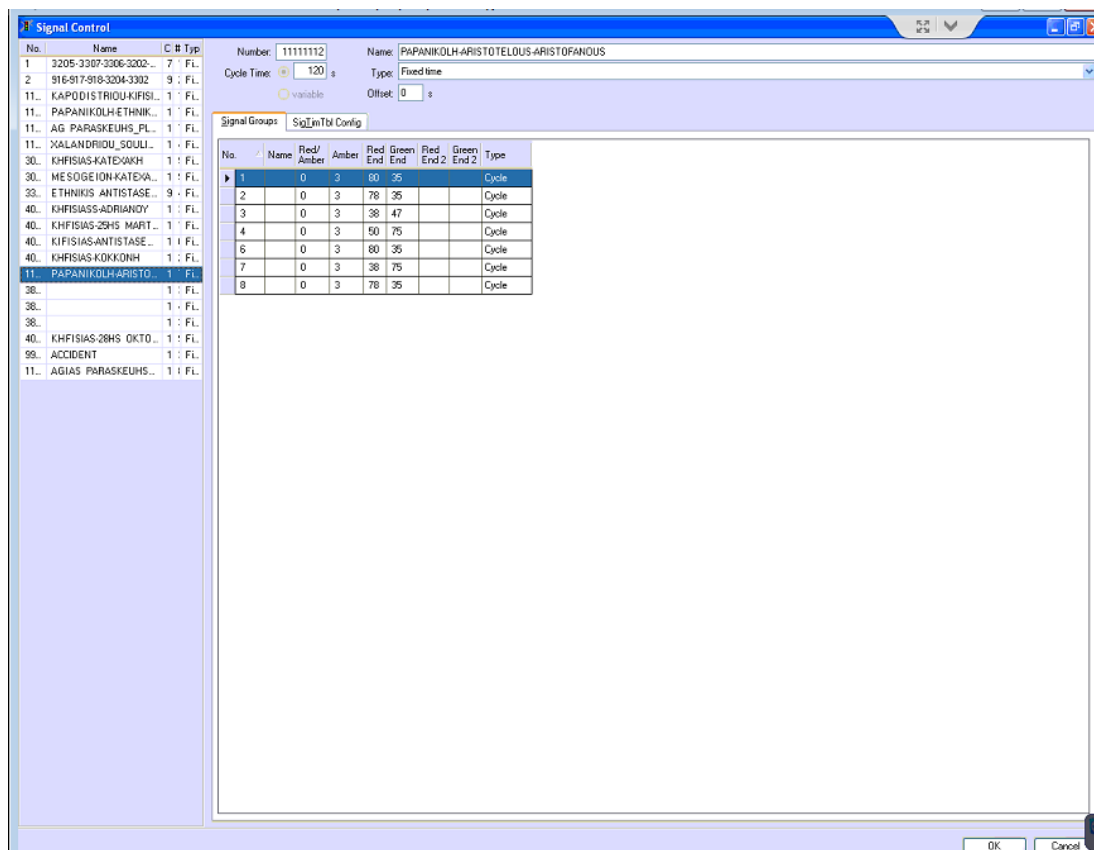 Signal Control
No. Name C # Typ
1 3205-3307-3306-3202-... 7 Fi...
2 916-917-918-3204-3302 9 : Fi...
11... KAPODISTRIOU-KIFISI... 1 Fi...
11... PAPANIKOLH-ETHNIK... 1 Fi...
11... AG PARASKEUHS_PL... 1 Fi...
11... XALANDRIOU_SOULI... 1 Fi...
30... KHFISIAS-KATEXAKH 1 Fi...
30... MESOGEION-KATEXA... 1 Fi...
33... ETHNIKIS ANTISTASE... 9 Fi...
40... KHFISIASS-ADRIANOY 1 Fi...
40... KHFISIAS-25HS MART... 1 Fi...
40... KIFISIAS-ANTISTASE... 1 Fi...
40... KHFISIAS-KOKKONH 1 Fi...
11... PAPANIKOLH-ARISTO... 1 Fi...
38... 1 Fi...
38... 1 Fi...
38... 1 Fi...
40... KHFISIAS-28HS OKTO... 1 Fi...
99... ACCIDENT 1 Fi...
11... AGIAS PARASKEUHS... 1 Fi...
Number: 11111112 Name: PAPANIKOLH-ARISTOTELOUS-ARISTOFANOUS
Cycle Time: 120 s Type: Fixed time
variable Offset: 0 s
Signal Groups SigTimTbl Config
No. Name Red/ Amber Amber Red End Green End Red End 2 Green End 2 Type
1 0 3 80 35 Cycle
2 0 3 78 35 Cycle
3 0 3 38 47 Cycle
4 0 3 50 75 Cycle
6 0 3 80 35 Cycle
7 0 3 38 75 Cycle
8 0 3 78 35 Cycle
OK Cancel